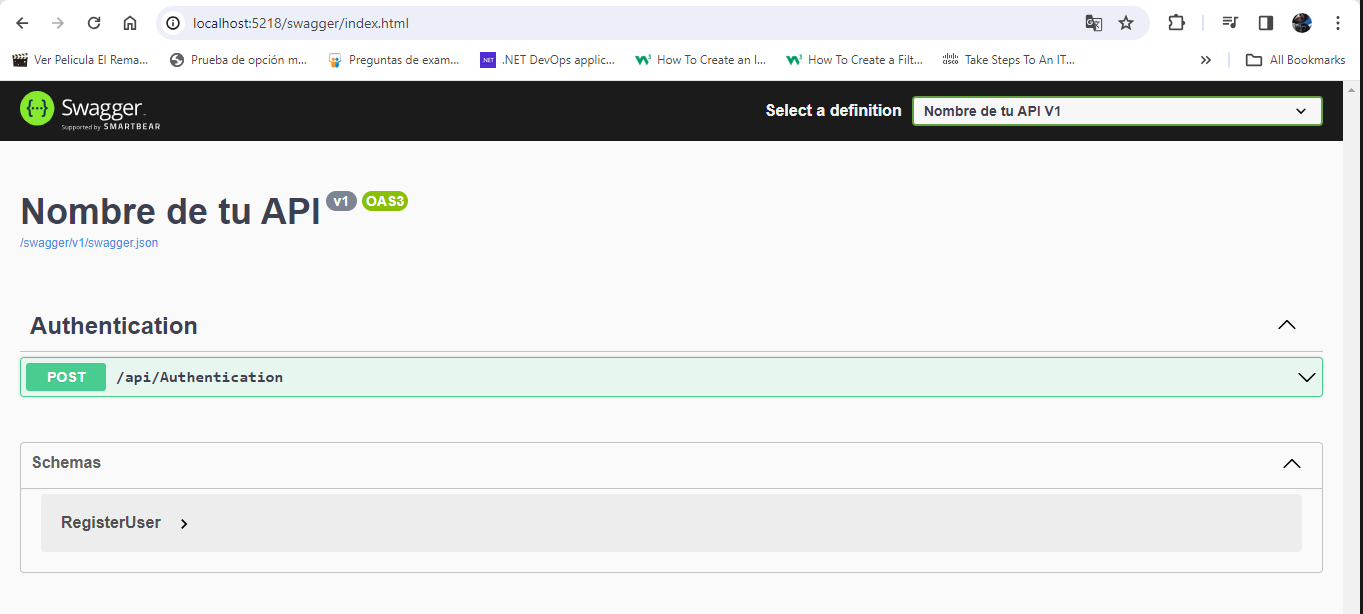 localhost:5218/swagger/index.html
Ver Pelicula El Rema... Prueba de opción m... Preguntas de exam... NET .NET DevOps applic... How To Create an I... How To Create a Filt... cisco Take Steps To An IT... All Bookmarks
Swagger. Select a definition Nombre de tu API V1
Supported by SMARTBEAR
Nombre de tu API v1 OAS3
/swagger/v1/swagger.json
Authentication
POST /api/Authentication
Schemas
RegisterUser